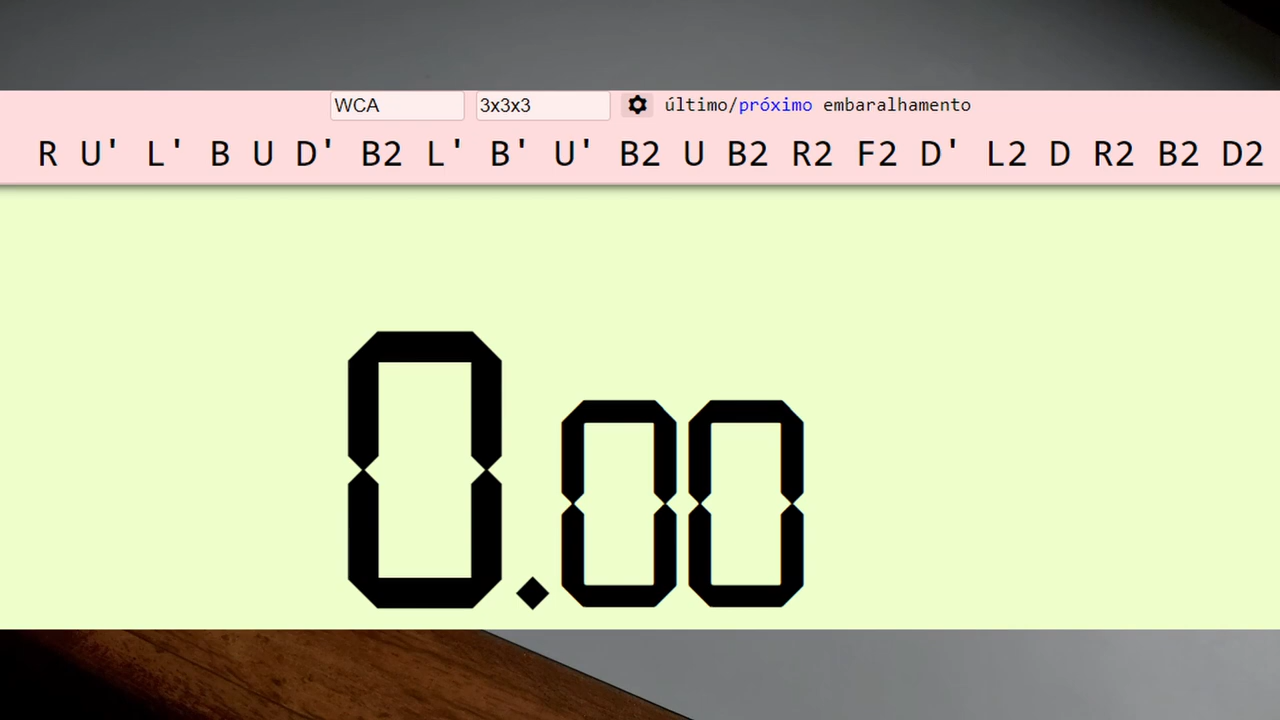 WCA 3x3x3 último/próximo embaralhamento
R U' L' B U D' B2 L' B' U' B2 U B2 R2 F2 D' L2 D R2 B2 D2
0.00